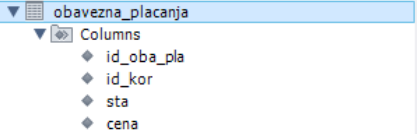 obavezna_placanja
Columns
id_oba_pla
id_kor
sta
cena